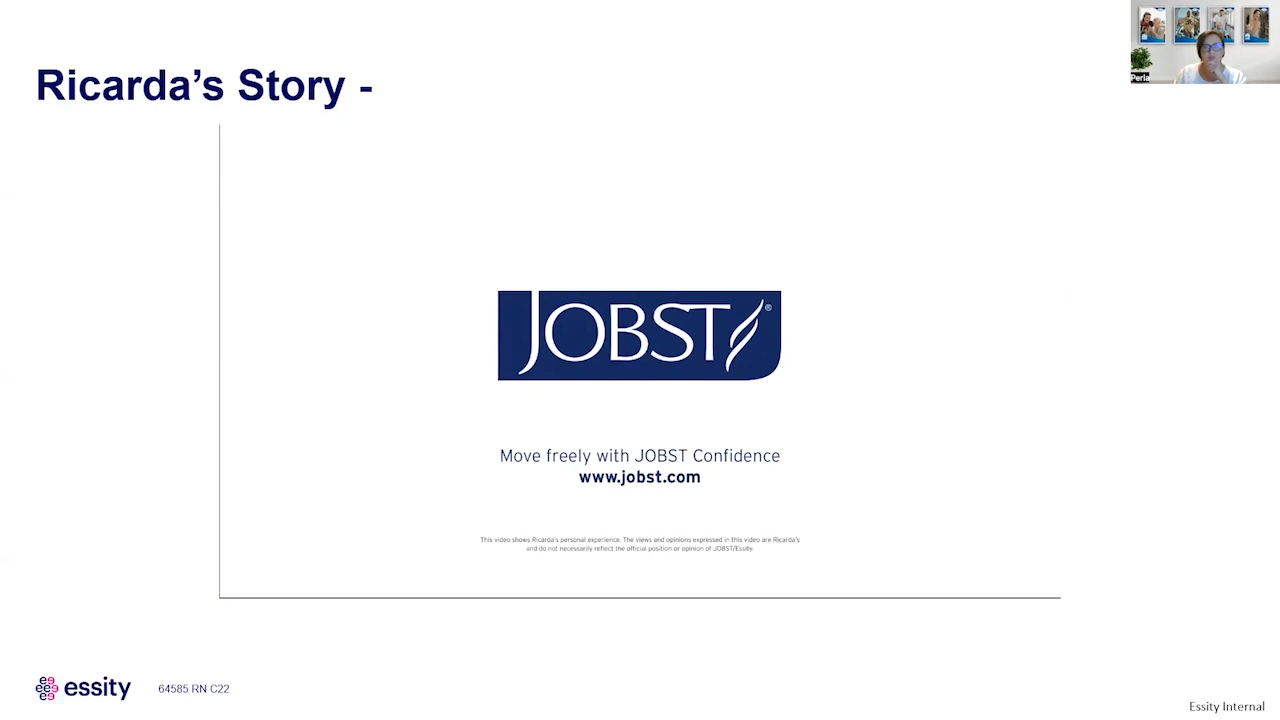 Ricarda’s Story -
Perla
JOBST®
Move freely with JOBST Confidence
www.jobst.com
This video shows Ricarda's personal experience. The views and opinions expressed in this video are Ricarda's
and do not necessarily reflect the official position or opinion of JOBST/Essity.
essity
64585 RN C22
Essity Internal